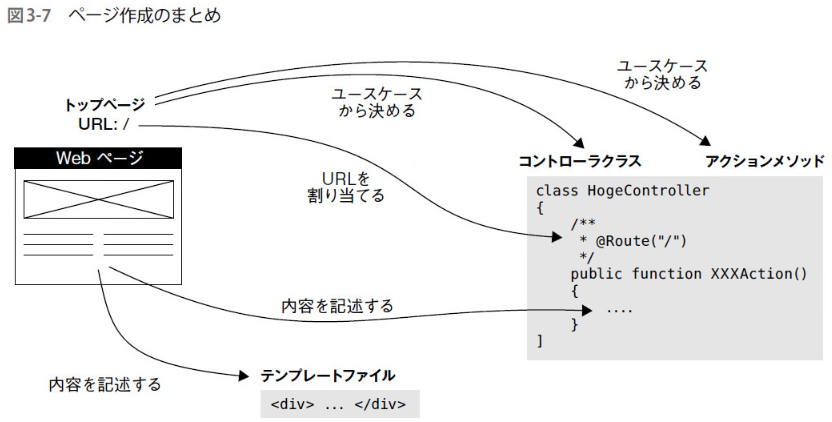 図3-7 ページ作成のまとめ
ユースケース
から決める
ユースケース
から決める
トップページ
URL: /
Web ページ
URLを
割り当てる
コントローラクラス
アクションメソッド
class HogeController
{
/**
* @Route("/")
*/
public function XXXAction()
{
....
}
]
内容を記述する
内容を記述する
テンプレートファイル
<div> ... </div>